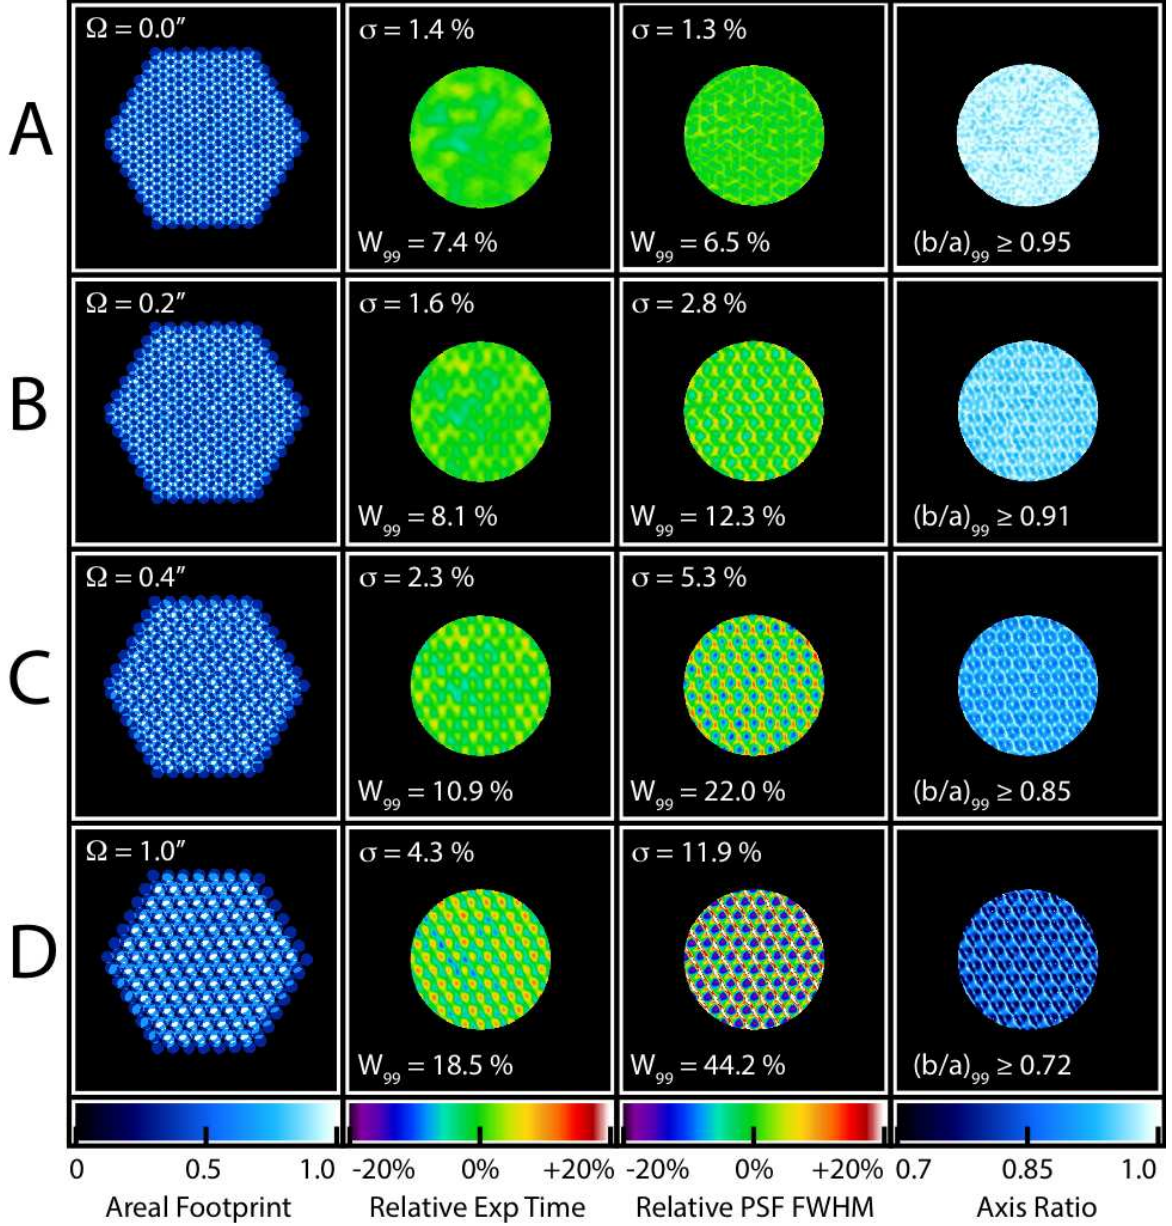 Ω = 0.0″ σ = 1.4 % σ = 1.3 %
A
W99 = 7.4 % W99 = 6.5 % (b/a)99 ≥ 0.95
Ω = 0.2″ σ = 1.6 % σ = 2.8 %
B
W99 = 8.1 % W99 = 12.3 % (b/a)99 ≥ 0.91
Ω = 0.4″ σ = 2.3 % σ = 5.3 %
C
W99 = 10.9 % W99 = 22.0 % (b/a)99 ≥ 0.85
Ω = 1.0″ σ = 4.3 % σ = 11.9 %
D
W99 = 18.5 % W99 = 44.2 % (b/a)99 ≥ 0.72
0 0.5 1.0 -20% 0% +20% -20% 0% +20% 0.7 0.85 1.0
Areal Footprint Relative Exp Time Relative PSF FWHM Axis Ratio